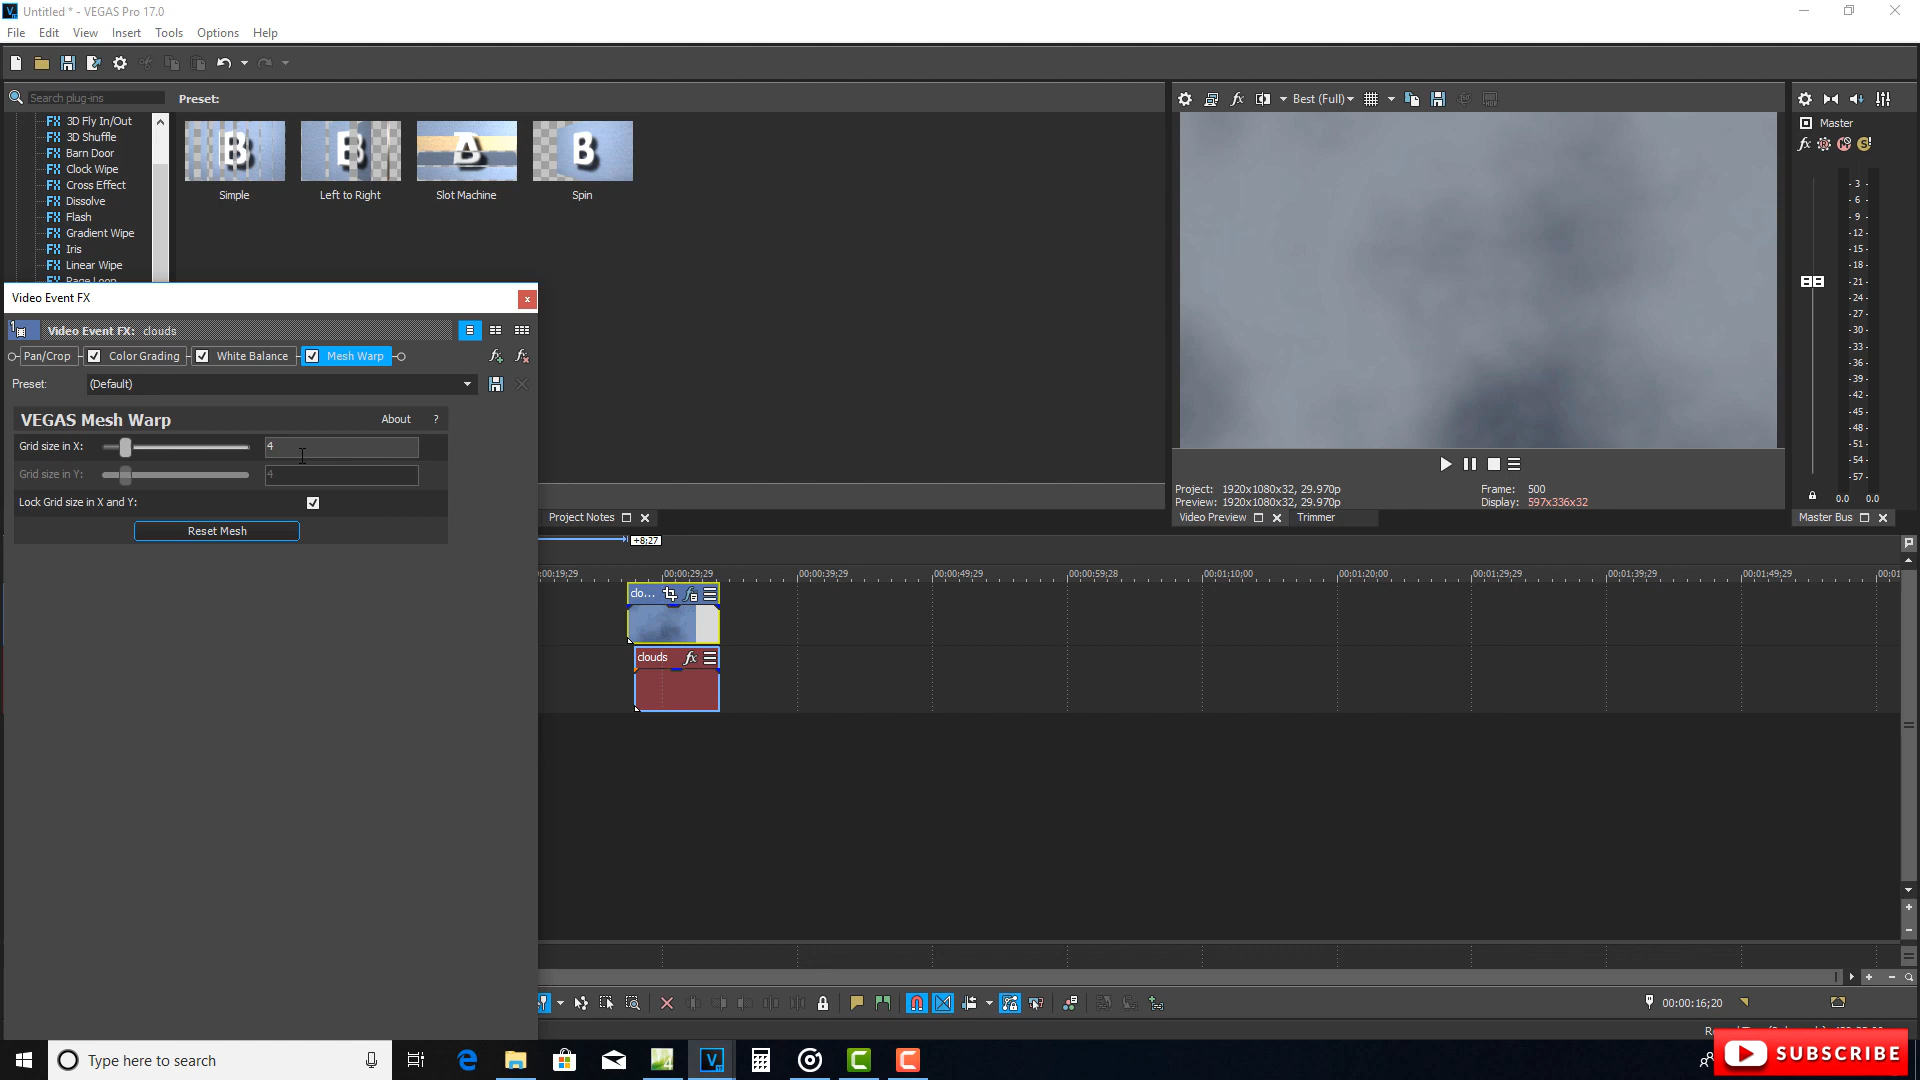 Untitled * - VEGAS Pro 17.0
File Edit View Insert Tools Options Help
Search plug-ins
Preset:
3D Fly In/Out
3D Shuffle
Barn Door
Clock Wipe
Cross Effect
Dissolve
Flash
Gradient Wipe
Iris
Linear Wipe
Simple
Left to Right
Slot Machine
Spin
Best (Full)
Master
Video Event FX
Video Event FX: clouds
Pan/Crop Color Grading White Balance Mesh Warp
Preset: (Default)
VEGAS Mesh Warp About ?
Grid size in X: 4
Grid size in Y: 4
Lock Grid size in X and Y:
Reset Mesh
Project: 1920x1080x32, 29.970p
Preview: 1920x1080x32, 29.970p
Frame: 500
Display: 597x336x32
Project Notes
Video Preview
Trimmer
Master Bus
3
6
9
12
15
18
21
24
27
30
33
36
39
42
45
48
51
54
57
0.0 0.0
+8;27
00:00:19;29 00:00:29;29 00:00:39;29 00:00:49;29 00:00:59;28 00:01:10;00 00:01:20;00 00:01:29;29 00:01:39;29 00:01:49;29
clo...
clouds
00:00:16;20
Type here to search
SUBSCRIBE